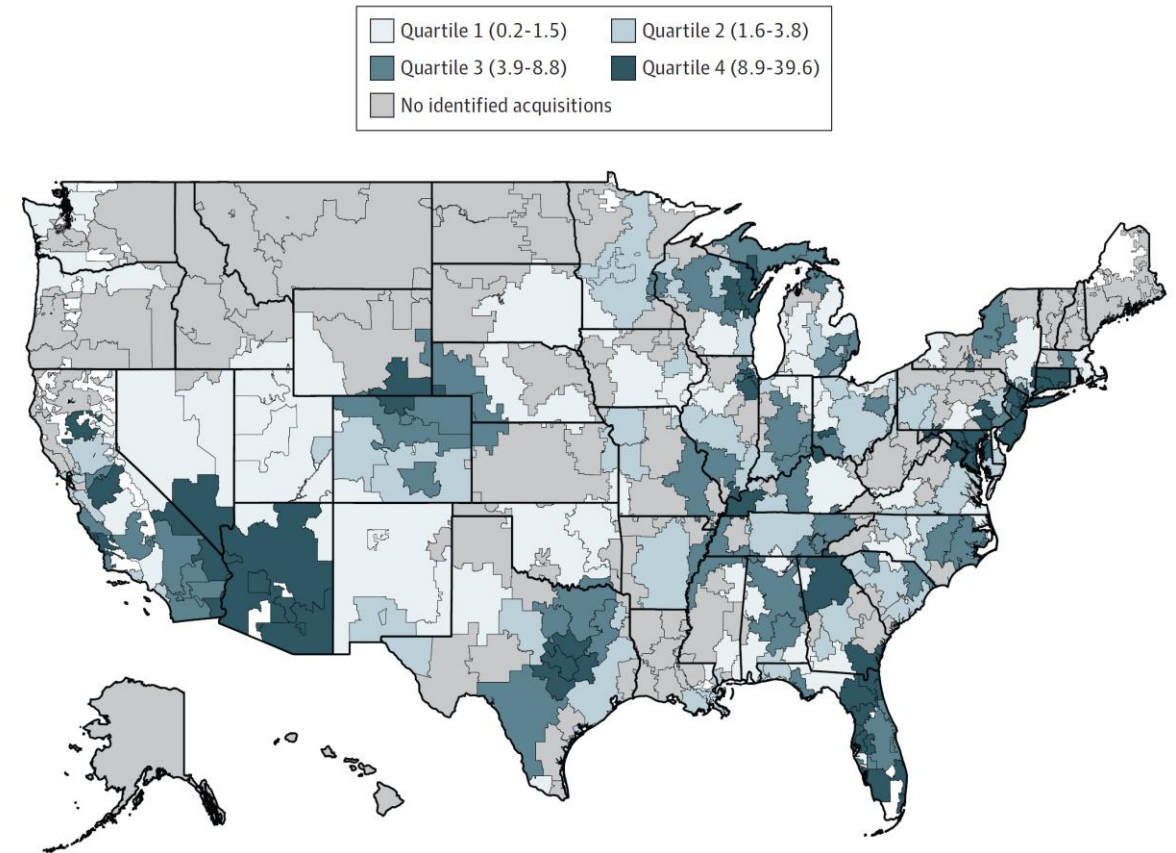 Quartile 1 (0.2-1.5) Quartile 2 (1.6-3.8)
Quartile 3 (3.9-8.8) Quartile 4 (8.9-39.6)
No identified acquisitions